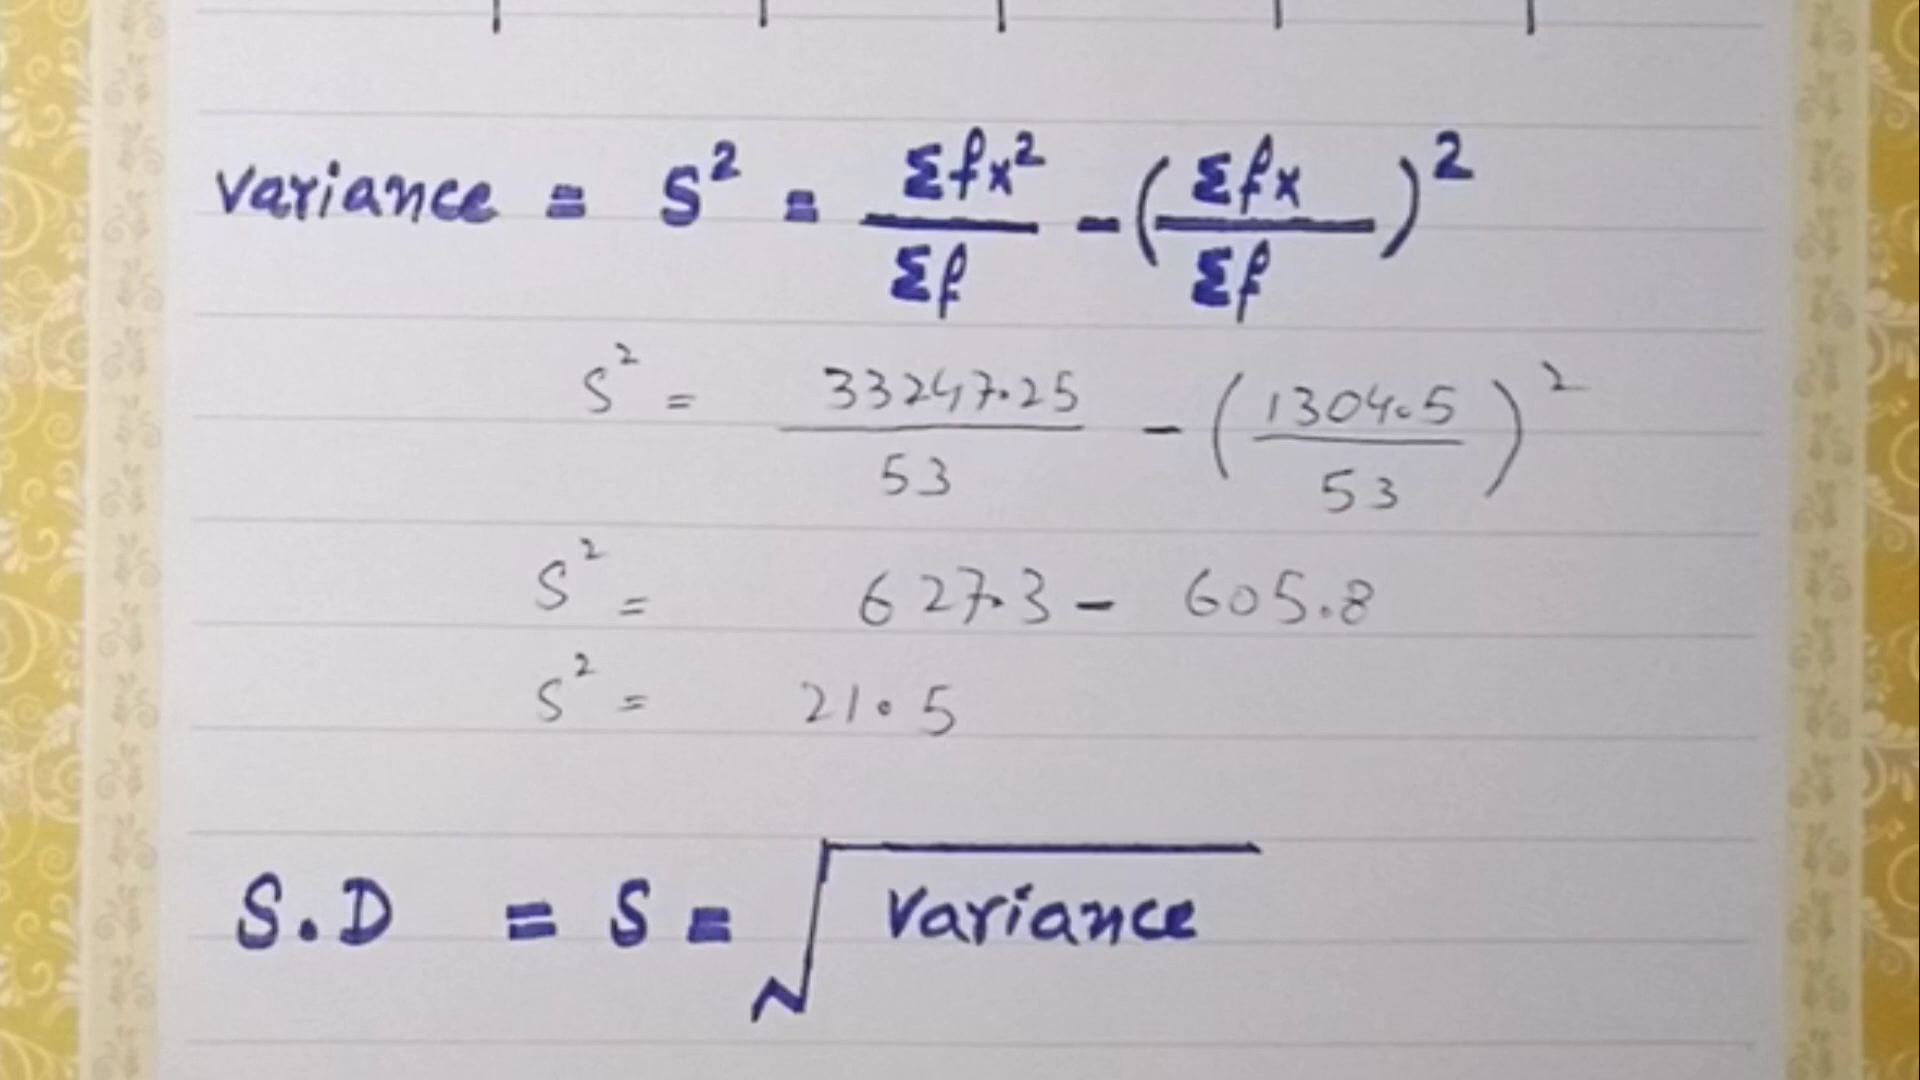 variance = S² = Σfx²/Σf - (Σfx/Σf)²
S² = 33247.25/53 - (1304.5/53)²
S² = 627.3 - 605.8
S² = 21.5
S.D = S = √variance